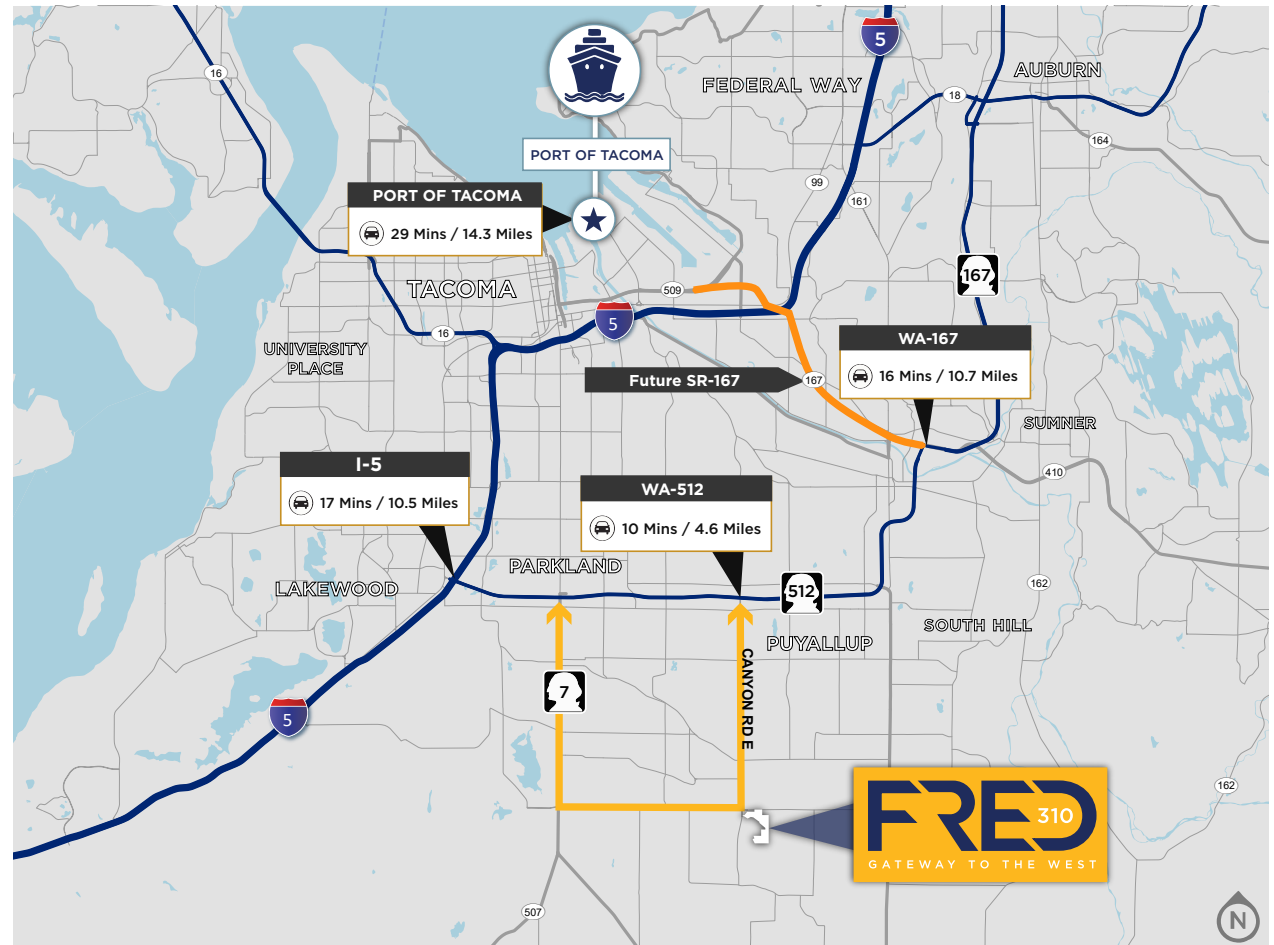 5
AUBURN
16
FEDERAL WAY
18
164
PORT OF TACOMA
99
PORT OF TACOMA
29 Mins / 14.3 Miles
161
167
TACOMA
509
5
16
WA-167
16 Mins / 10.7 Miles
UNIVERSITY
PLACE
Future SR-167
167
SUMNER
I-5
17 Mins / 10.5 Miles
410
WA-512
10 Mins / 4.6 Miles
PARKLAND
LAKEWOOD
512
162
SOUTH HILL
PUYALLUP
CANYON RD E
7
5
162
FRED
310
GATEWAY TO THE WEST
507
N